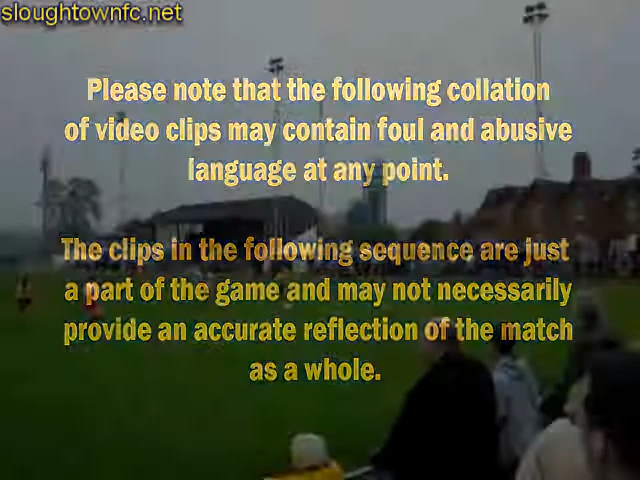 sloughtownfc.net
Please note that the following collation
of video clips may contain foul and abusive
language at any point.
The clips in the following sequence are just
a part of the game and may not necessarily
provide an accurate reflection of the match
as a whole.